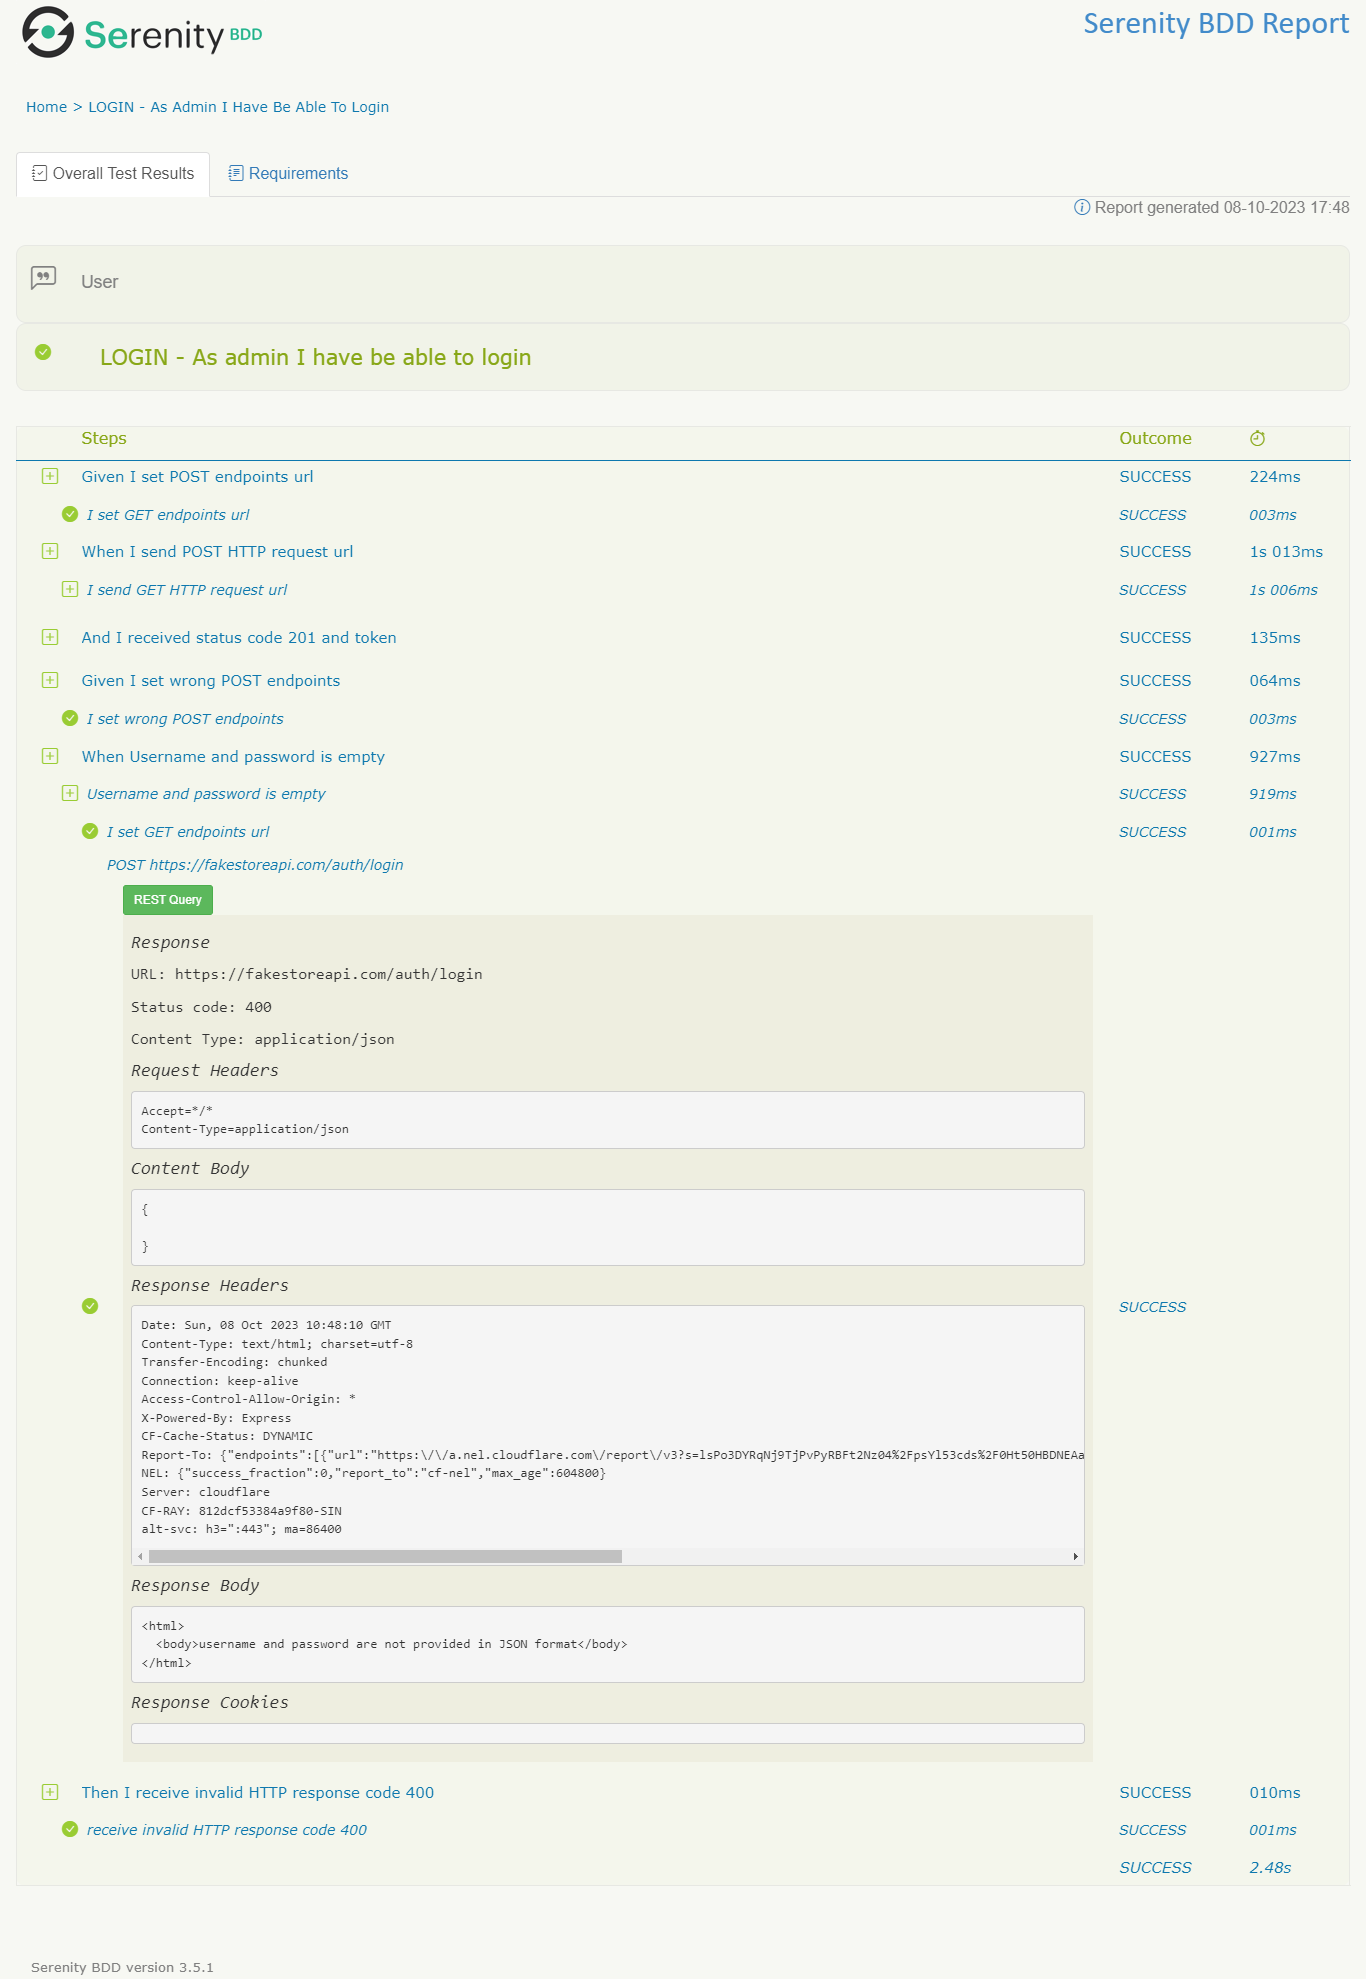 Serenity BDD
Serenity BDD Report
Home > LOGIN - As Admin I Have Be Able To Login
Overall Test Results
Requirements
Report generated 08-10-2023 17:48
User
LOGIN - As admin I have be able to login
Steps Outcome
Given I set POST endpoints url SUCCESS 224ms
I set GET endpoints url SUCCESS 003ms
When I send POST HTTP request url SUCCESS 1s 013ms
I send GET HTTP request url SUCCESS 1s 006ms
And I received status code 201 and token SUCCESS 135ms
Given I set wrong POST endpoints SUCCESS 064ms
I set wrong POST endpoints SUCCESS 003ms
When Username and password is empty SUCCESS 927ms
Username and password is empty SUCCESS 919ms
I set GET endpoints url SUCCESS 001ms
POST https://fakestoreapi.com/auth/login
REST Query
Response
URL: https://fakestoreapi.com/auth/login
Status code: 400
Content Type: application/json
Request Headers
Accept=*/*
Content-Type=application/json
Content Body
{
}
Response Headers
SUCCESS
Date: Sun, 08 Oct 2023 10:48:10 GMT
Content-Type: text/html; charset=utf-8
Transfer-Encoding: chunked
Connection: keep-alive
Access-Control-Allow-Origin: *
X-Powered-By: Express
CF-Cache-Status: DYNAMIC
Report-To: {"endpoints":[{"url":"https:\/\/a.nel.cloudflare.com\/report\/v3?s=lsPo3DYRqNj9TjPvPyRBFt2Nz04%2FpsYl53cds%2F0Ht50HBDNEAa
NEL: {"success_fraction":0,"report_to":"cf-nel","max_age":604800}
Server: cloudflare
CF-RAY: 812dcf53384a9f80-SIN
alt-svc: h3=":443"; ma=86400
Response Body
<html>
<body>username and password are not provided in JSON format</body>
</html>
Response Cookies
Then I receive invalid HTTP response code 400 SUCCESS 010ms
receive invalid HTTP response code 400 SUCCESS 001ms
SUCCESS 2.48s
Serenity BDD version 3.5.1